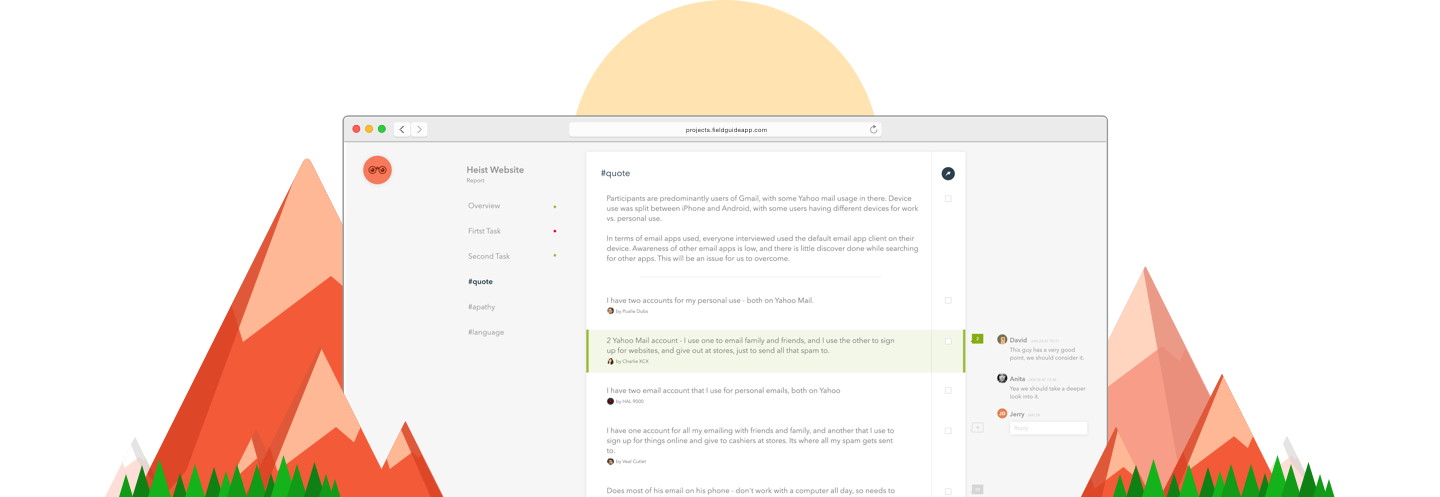 projects.fieldguideapp.com
Heist Website
Report
Overview
Firtst Task
Second Task
#quote
#apathy
#language
#quote
Participants are predominantly users of Gmail, with some Yahoo mail usage in there. Device
use was split between iPhone and Android, with some users having different devices for work
vs. personal use.
In terms of email apps used, everyone interviewed used the default email app client on their
device. Awareness of other email apps is low, and there is little discover done while searching
for other apps. This will be an issue for us to overcome.
I have two accounts for my personal use - both on Yahoo Mail.
by Pustie Dubs
2 Yahoo Mail account - I use one to email family and friends, and I use the other to sign
up for websites, and give out at stores, just to send all that spam to.
by Charlie XCX
I have two email account that I use for personal emails, both on Yahoo
by HAL 9000
I have one account for all my emailing with friends and family, and another that I use to
sign up for things online and give to cashiers at stores. Its where all my spam gets sent
to.
by Veal Cutlet
Does most of his email on his phone - don't work with a computer all day, so needs to
2
David
This guy has a very good
point, we should consider it.
Anita
Yea we should take a deeper
look into it.
JD
Jerry
Reply